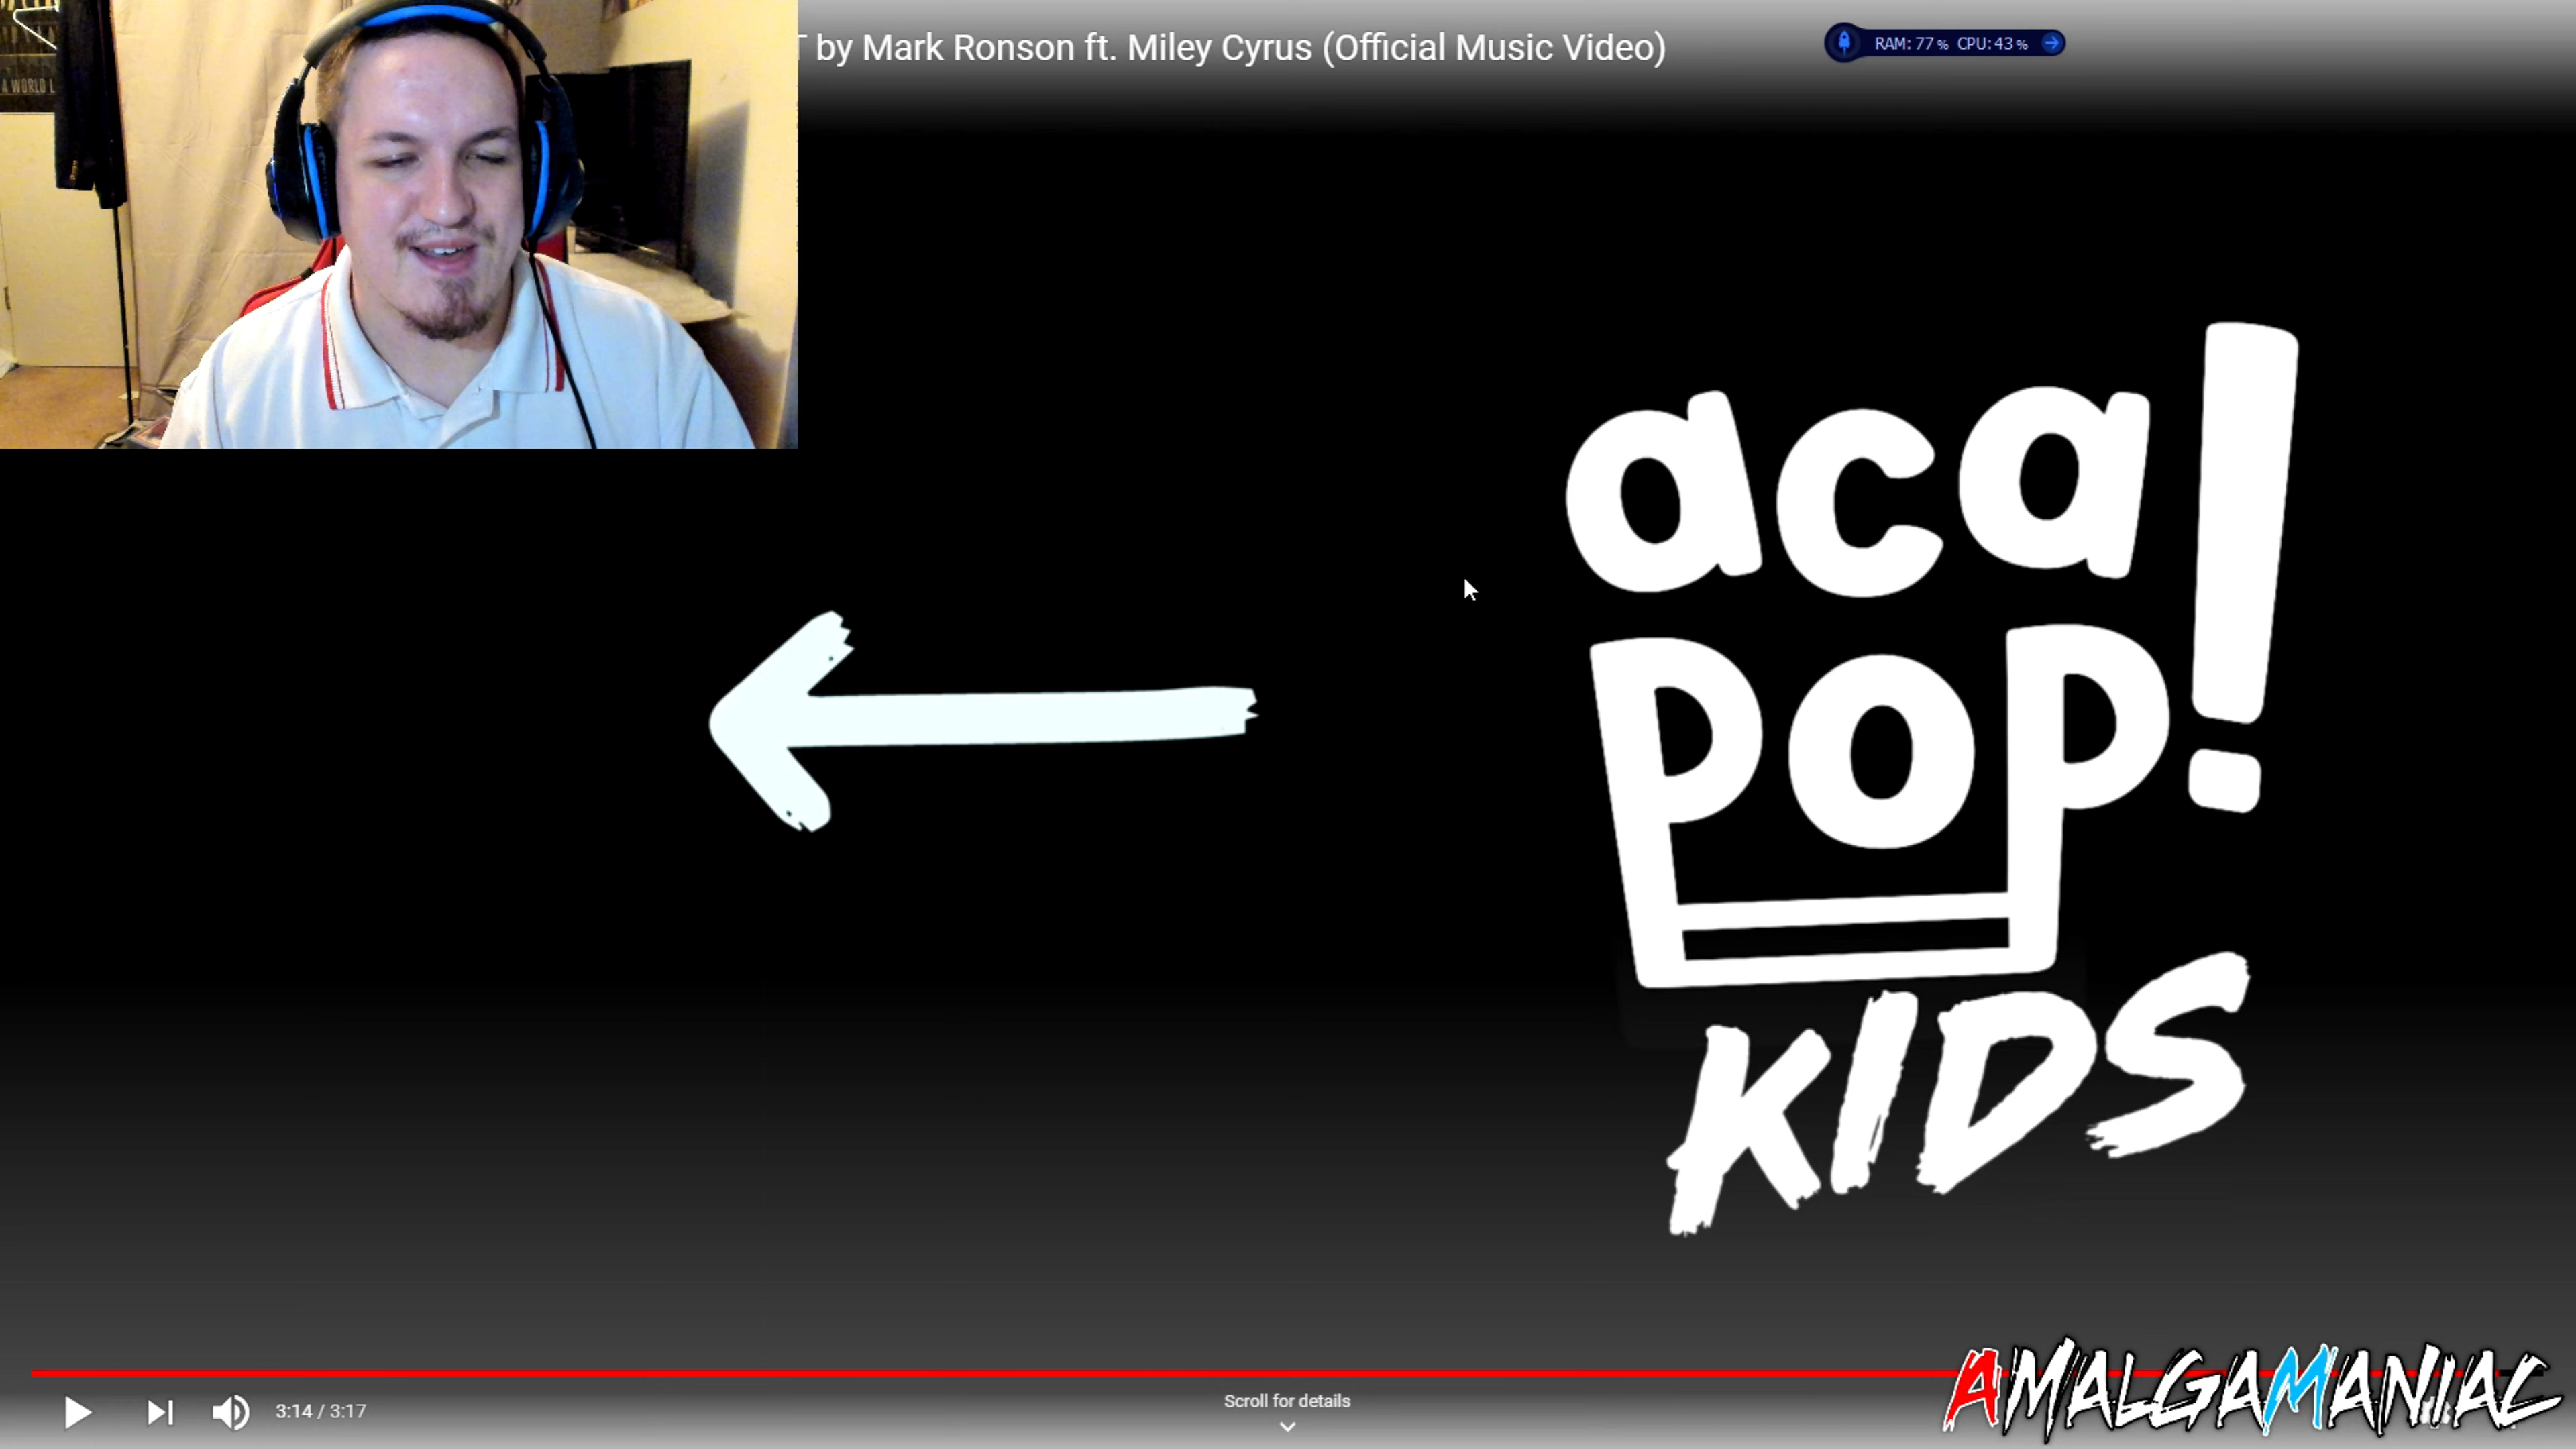 A WORLD L
T by Mark Ronson ft. Miley Cyrus (Official Music Video)
RAM: 77% CPU: 43%
aca
pop!
KIDS
3:14 / 3:17
Scroll for details
AMALGAMANIAC